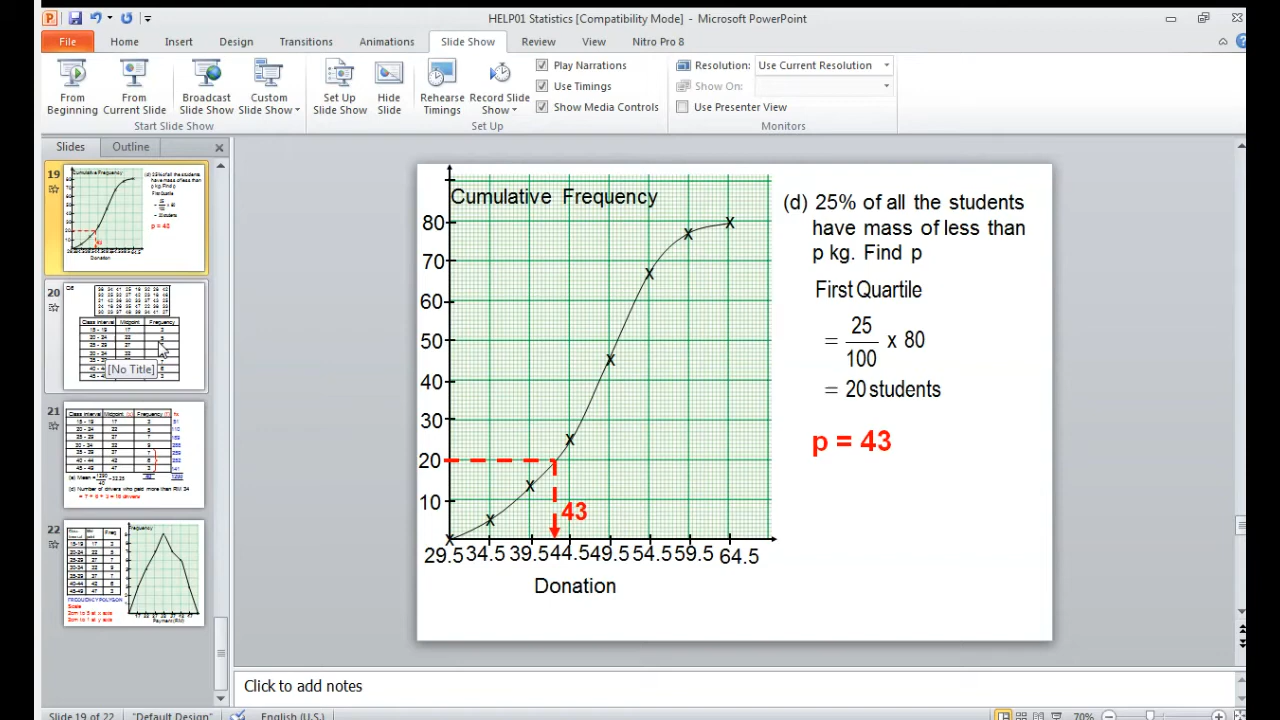 HELP01 Statistics [Compatibility Mode] - Microsoft PowerPoint
File Home Insert Design Transitions Animations Slide Show Review View Nitro Pro 8
From Beginning
From Current Slide
Broadcast Slide Show
Custom Slide Show
Start Slide Show
Set Up Slide Show
Hide Slide
Rehearse Timings
Record Slide Show
Play Narrations
Use Timings
Show Media Controls
Set Up
Resolution: Use Current Resolution
Show On:
Use Presenter View
Monitors
Slides Outline
19
20
[No Title]
21
22
Cumulative Frequency
80
70
60
50
40
30
20
10
43
29.5 34.5 39.5 44.5 49.5 54.5 59.5 64.5
Donation
(d) 25% of all the students
have mass of less than
p kg. Find p
First Quartile
= 25/100 x 80
= 20 students
p = 43
Click to add notes
Slide 19 of 22 "Default Design" English (U.S.) 70%